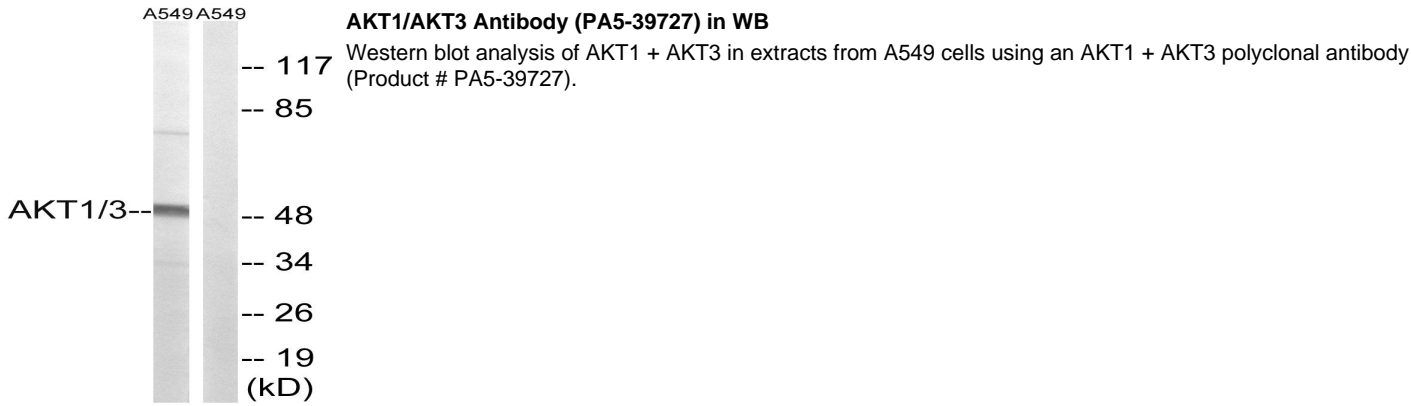 A549 A549
AKT1/AKT3 Antibody (PA5-39727) in WB
Western blot analysis of AKT1 + AKT3 in extracts from A549 cells using an AKT1 + AKT3 polyclonal antibody
(Product # PA5-39727).
-- 117
-- 85
AKT1/3--
-- 48
-- 34
-- 26
-- 19
(kD)